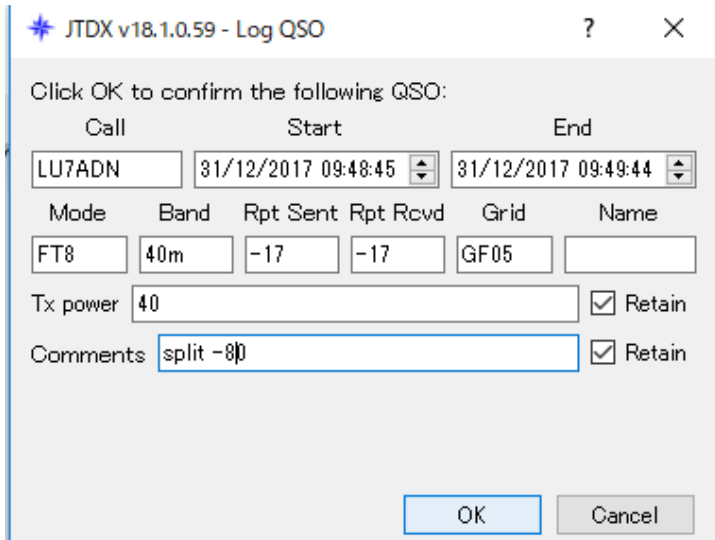 JTDX v18.1.0.59 - Log QSO ?
Click OK to confirm the following QSO:
Call Start End
LU7ADN 31/12/2017 09:48:45 31/12/2017 09:49:44
Mode Band Rpt Sent Rpt Rcvd Grid Name
FT8 40m -17 -17 GF05
Tx power 40 Retain
Comments split -80 Retain
OK Cancel